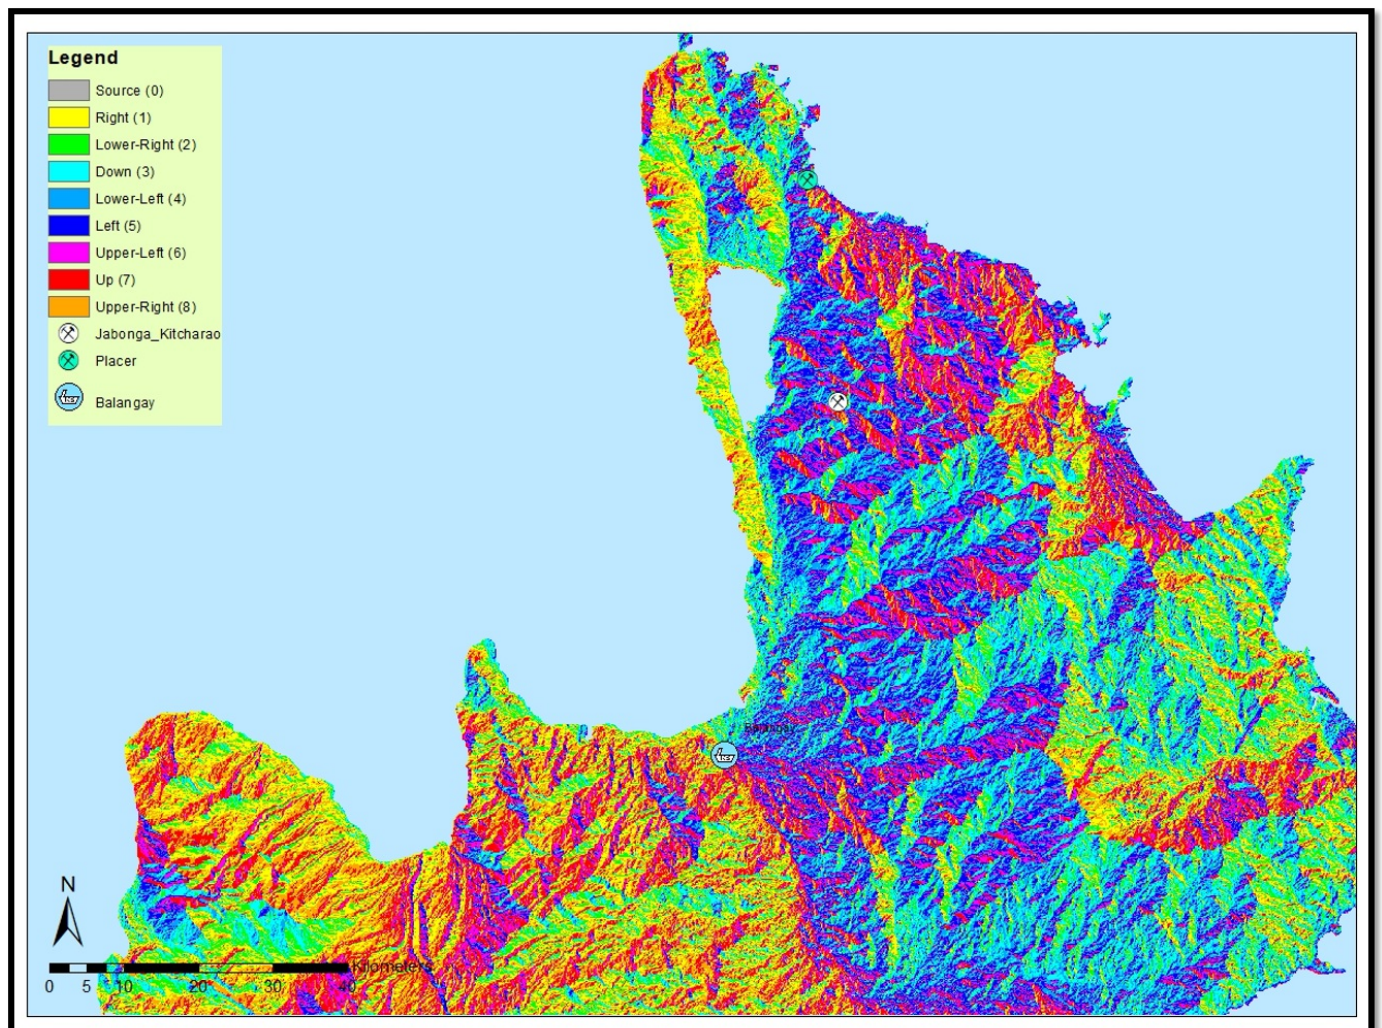 Legend
Source (0)
Right (1)
Lower-Right (2)
Down (3)
Lower-Left (4)
Left (5)
Upper-Left (6)
Up (7)
Upper-Right (8)
Jabonga_Kitcharao
Placer
Balangay
Balangay
N
Kilometers
0 5 10 20 30 40